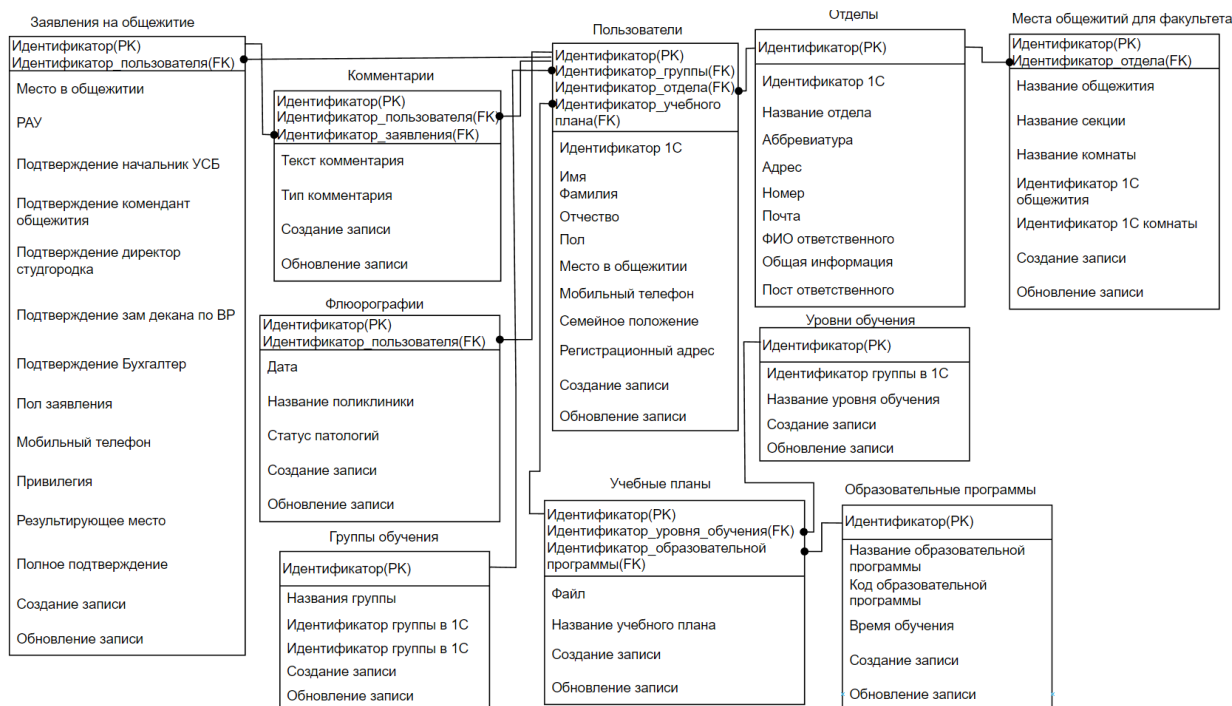 Заявления на общежитие
Идентификатор(PK)
Идентификатор_пользователя(FK)
Место в общежитии
РАУ
Подтверждение начальник УСБ
Подтверждение комендант
общежития
Подтверждение директор
студгородка
Подтверждение зам декана по ВР
Подтверждение Бухгалтер
Пол заявления
Мобильный телефон
Привилегия
Результирующее место
Полное подтверждение
Создание записи
Обновление записи
Комментарии
Идентификатор(PK)
Идентификатор_пользователя(FK)
Идентификатор_заявления(FK)
Текст комментария
Тип комментария
Создание записи
Обновление записи
Флюорографии
Идентификатор(PK)
Идентификатор_пользователя(FK)
Дата
Название поликлиники
Статус патологий
Создание записи
Обновление записи
Группы обучения
Идентификатор(PK)
Названия группы
Идентификатор группы в 1С
Идентификатор группы в 1С
Создание записи
Обновление записи
Пользователи
Идентификатор(PK)
Идентификатор_группы(FK)
Идентификатор_отдела(FK)
Идентификатор_учебного
плана(FK)
Идентификатор 1С
Имя
Фамилия
Отчество
Пол
Место в общежитии
Мобильный телефон
Семейное положение
Регистрационный адрес
Создание записи
Обновление записи
Учебные планы
Идентификатор(PK)
Идентификатор_уровня_обучения(FK)
Идентификатор_образовательной
программы(FK)
Файл
Название учебного плана
Создание записи
Обновление записи
Отделы
Идентификатор(PK)
Идентификатор 1С
Название отдела
Аббревиатура
Адрес
Номер
Почта
ФИО ответственного
Общая информация
Пост ответственного
Уровни обучения
Идентификатор(PK)
Идентификатор группы в 1С
Название уровня обучения
Создание записи
Обновление записи
Образовательные программы
Идентификатор(PK)
Название образовательной
программы
Код образовательной
программы
Время обучения
Создание записи
Обновление записи
Места общежитий для факультета
Идентификатор(PK)
Идентификатор_отдела(FK)
Название общежития
Название секции
Название комнаты
Идентификатор 1С
общежития
Идентификатор 1С комнаты
Создание записи
Обновление записи